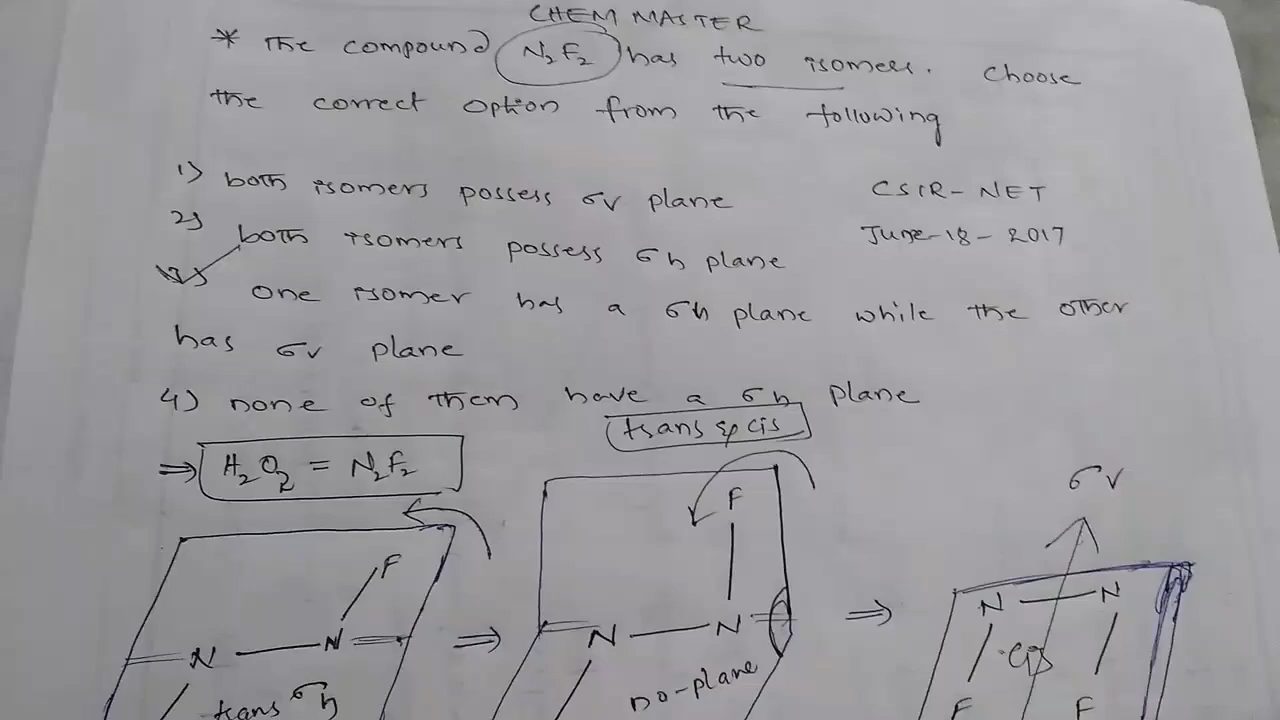 CHEM MASTER
* The compound N₂F₂ has two isomers. Choose
the correct option from the following
1) both isomers possess σv plane
CSIR-NET
2) both isomers possess σh plane
June-18-2017
3) One isomer has a σh plane while the other
has σv plane
4) none of them have a σh plane
trans & cis
⇒ H₂O₂ = N₂F₂
σv
F
F
N — N
⇒
N — N
⇒
N — N
trans σh
no-plane
cis
F
F